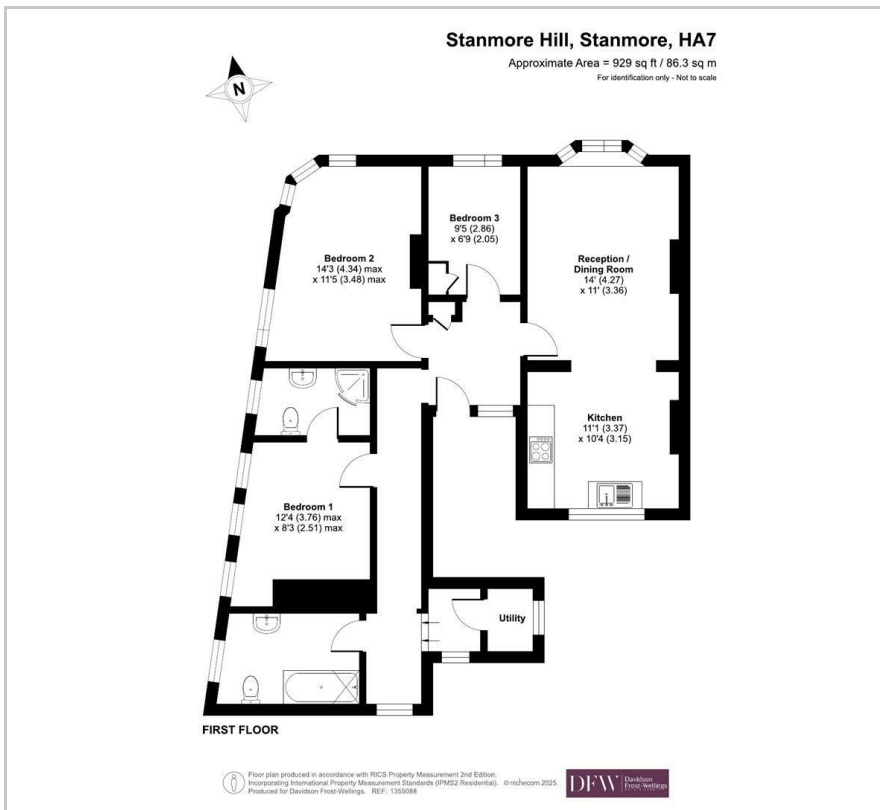 Stanmore Hill, Stanmore, HA7
Approximate Area = 929 sq ft / 86.3 sq m
For identification only - Not to scale
N
Bedroom 3
9'5 (2.86)
x 6'9 (2.05)
Bedroom 2
14'3 (4.34) max
x 11'5 (3.48) max
Reception /
Dining Room
14' (4.27)
x 11' (3.36)
Kitchen
11'1 (3.37)
x 10'4 (3.15)
Bedroom 1
12'4 (3.76) max
x 8'3 (2.51) max
Utility
FIRST FLOOR
Floor plan produced in accordance with RICS Property Measurement 2nd Edition,
Incorporating International Property Measurement Standards (IPMS2 Residential). © nichecom 2025.
Produced for Davidson Frost-Wellings. REF: 1355088
DFW
Davidson
Frost-Wellings